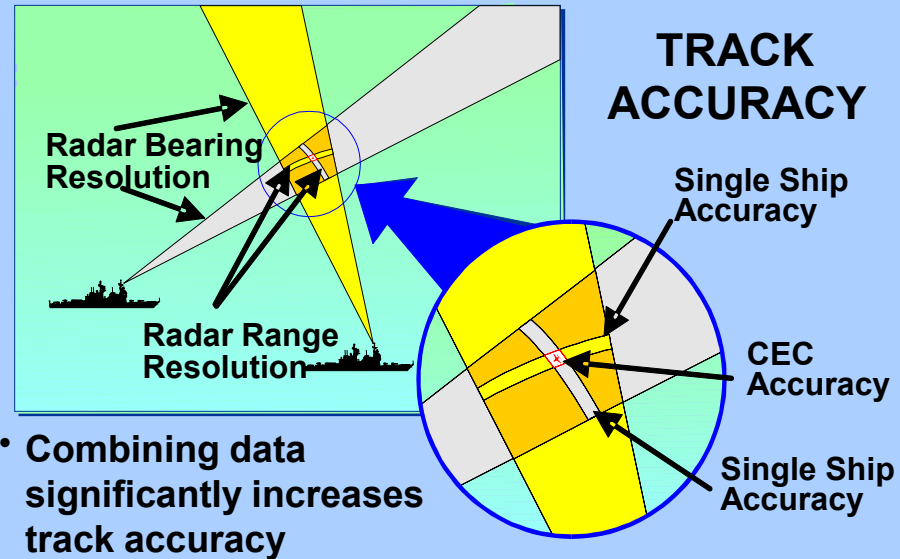 TRACK
ACCURACY
Radar Bearing
Resolution
Single Ship
Accuracy
Radar Range
Resolution
CEC
Accuracy
Single Ship
Accuracy
• Combining data
significantly increases
track accuracy